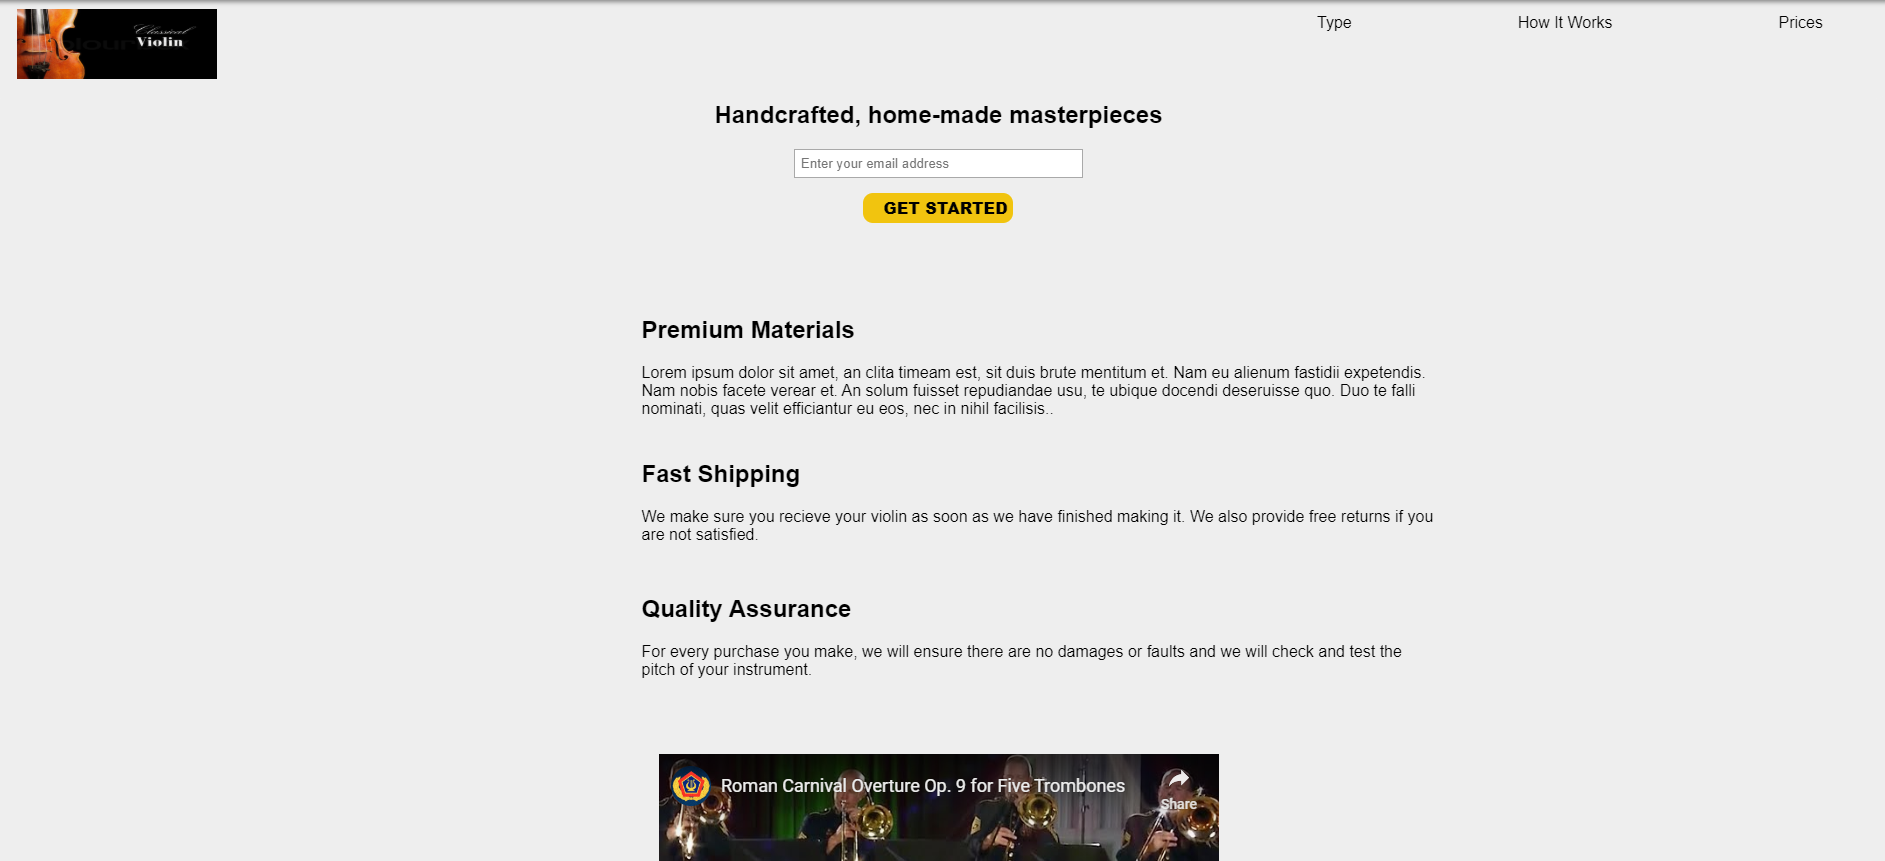 Classical
Violin
Type
How It Works
Prices
Handcrafted, home-made masterpieces
Enter your email address
GET STARTED
Premium Materials
Lorem ipsum dolor sit amet, an clita timeam est, sit duis brute mentitum et. Nam eu alienum fastidii expetendis.
Nam nobis facete verear et. An solum fuisset repudiandae usu, te ubique docendi deseruisse quo. Duo te falli
nominati, quas velit efficiantur eu eos, nec in nihil facilisis..
Fast Shipping
We make sure you recieve your violin as soon as we have finished making it. We also provide free returns if you
are not satisfied.
Quality Assurance
For every purchase you make, we will ensure there are no damages or faults and we will check and test the
pitch of your instrument.
Roman Carnival Overture Op. 9 for Five Trombones
Share